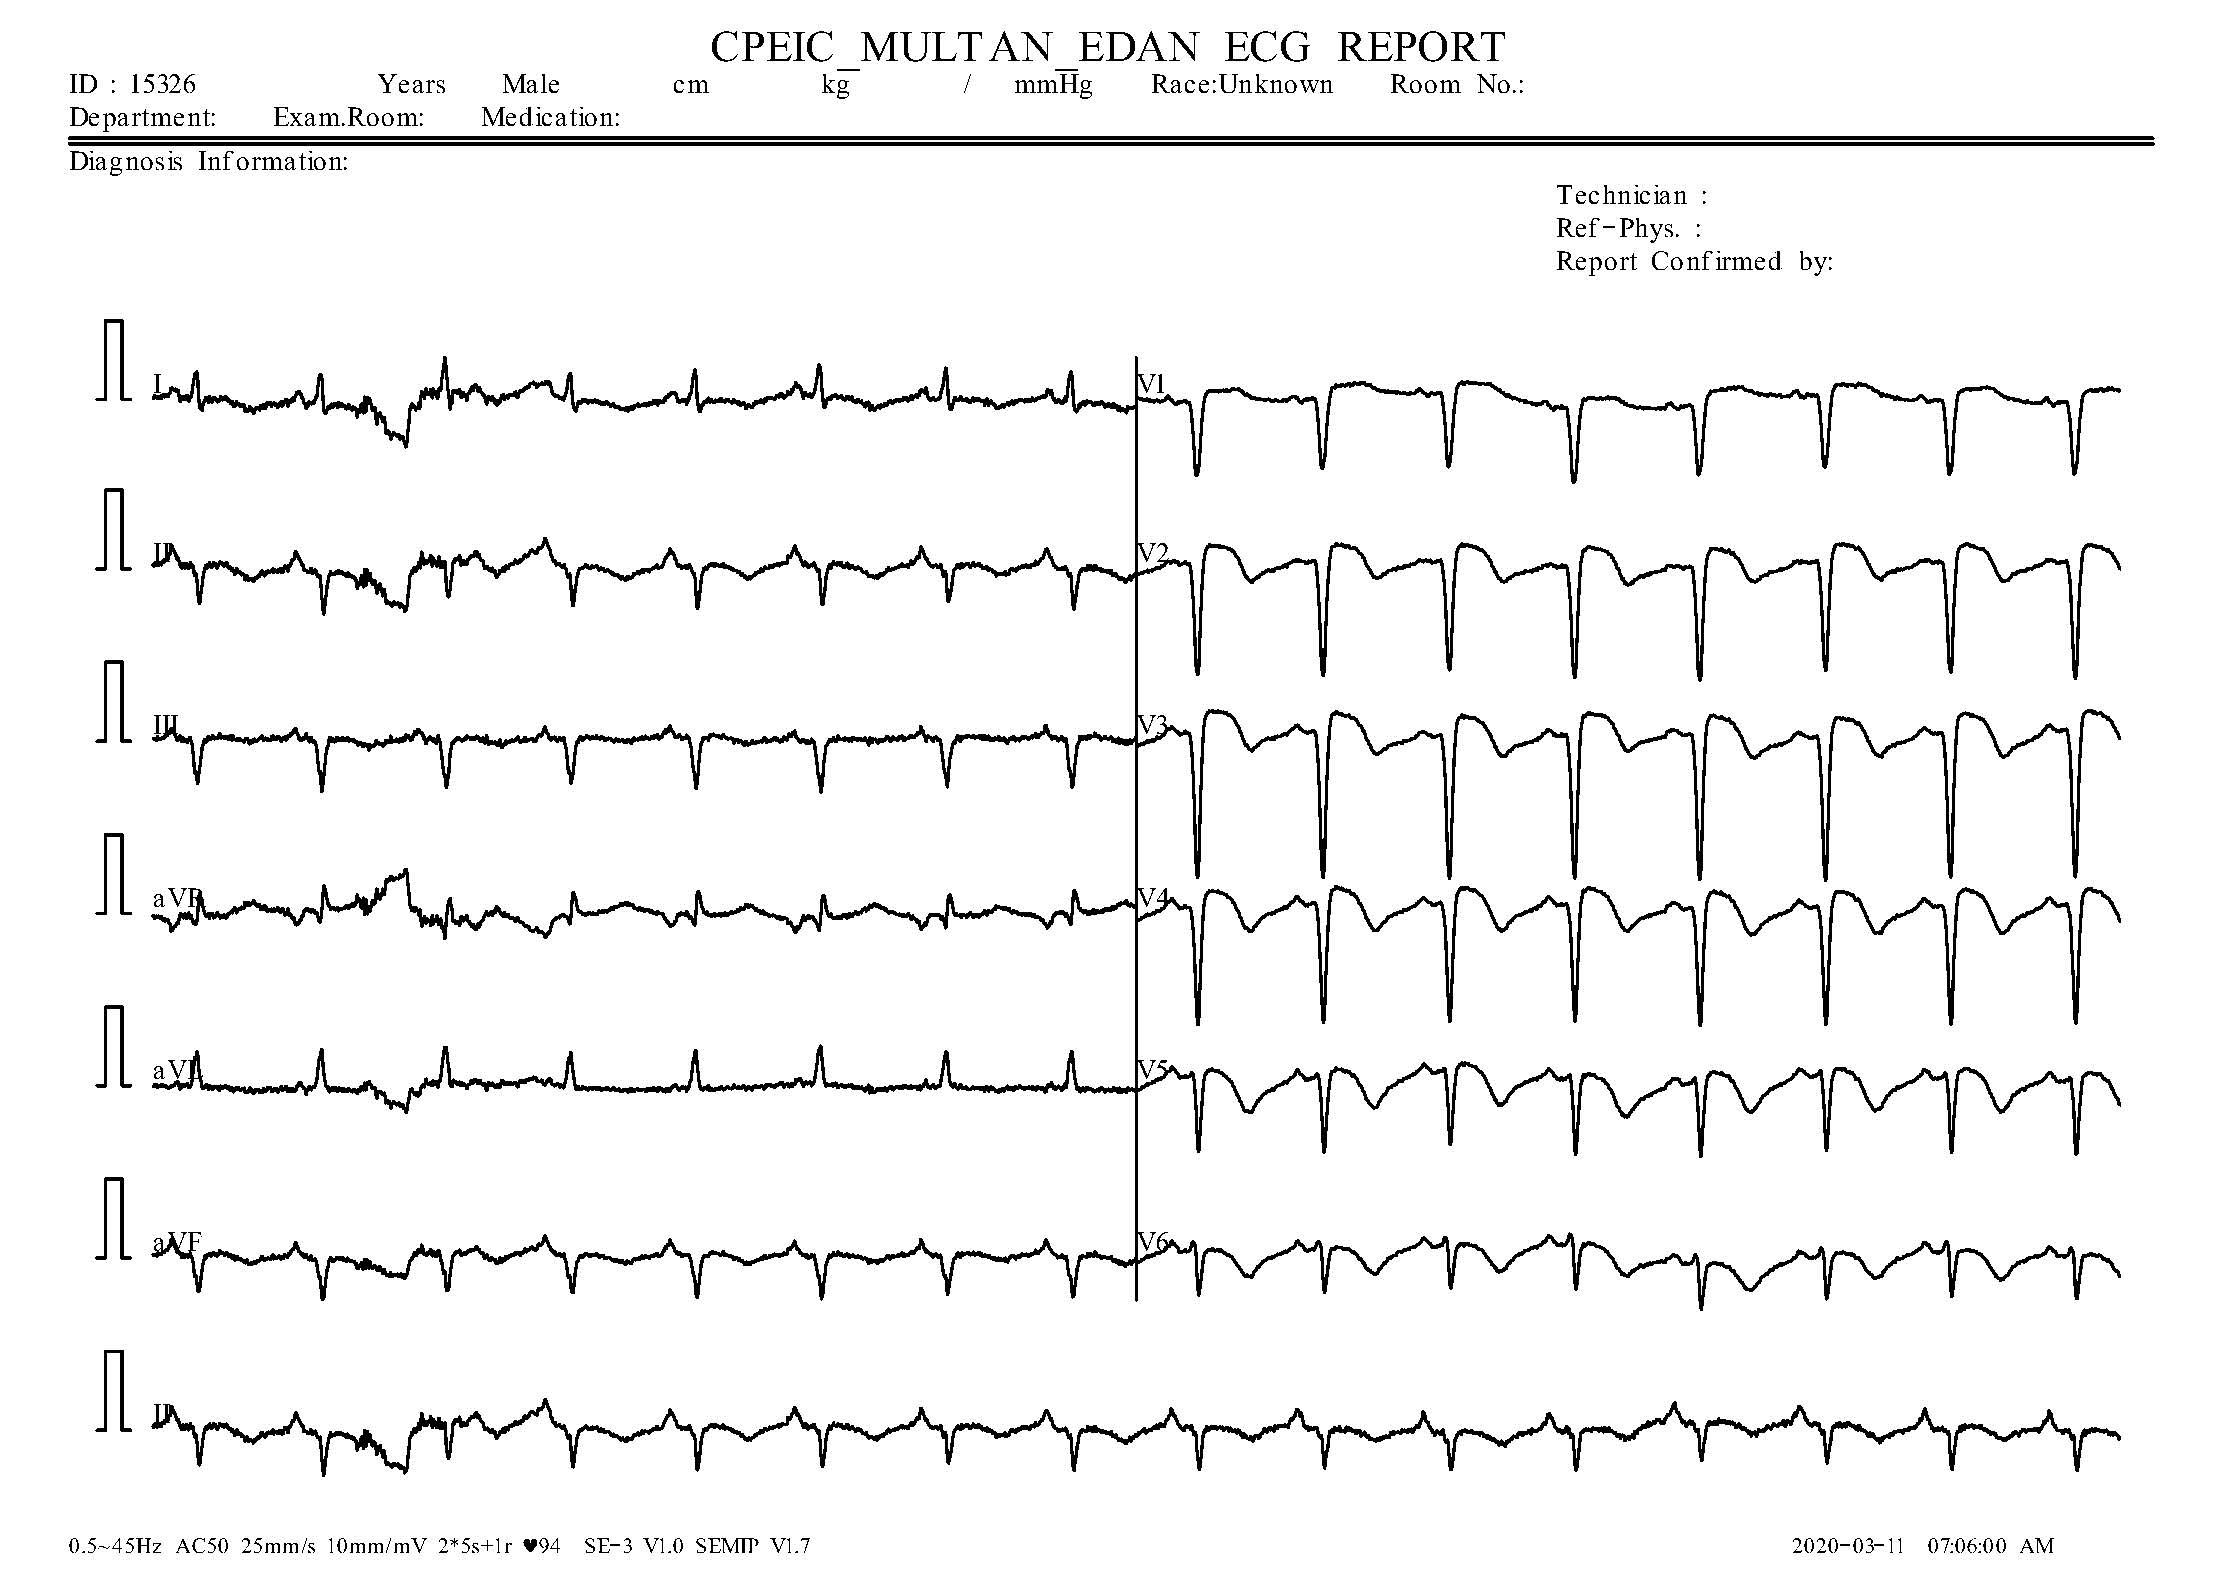 CPEIC_MULTAN_EDAN ECG REPORT
ID : 15326 Years Male cm kg / mmHg Race:Unknown Room No.:
Department: Exam.Room: Medication:
Diagnosis Information:
Technician :
Ref-Phys. :
Report Confirmed by:
I V1
II V2
III V3
aVR V4
aVL V5
aVF V6
II
0.5~45Hz AC50 25mm/s 10mm/mV 2*5s+1r ♥94 SE-3 V1.0 SEMIP V1.7 2020-03-11 07:06:00 AM